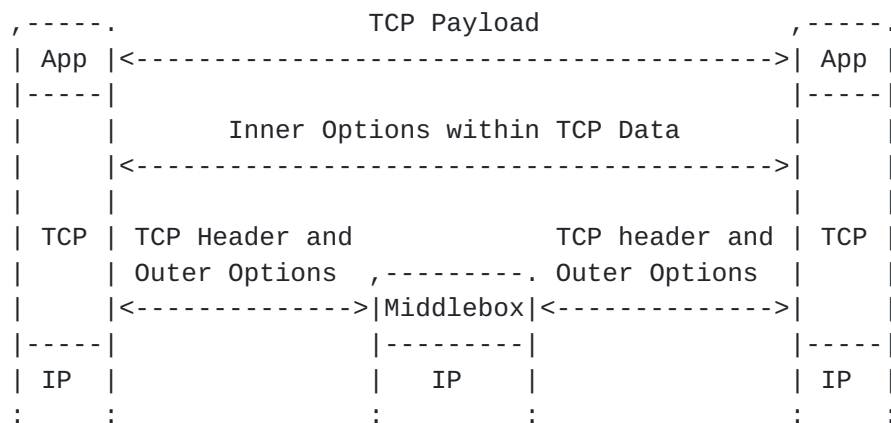 ,-----.                TCP Payload                ,-----.
| App |<----------------------------------------->| App |
|-----|                                           |-----|
|     |       Inner Options within TCP Data       |     |
|     |<----------------------------------------->|     |
|     |                                           |     |
| TCP | TCP Header and             TCP header and | TCP |
|     | Outer Options  ,---------. Outer Options  |     |
|     |<-------------->|Middlebox|<-------------->|     |
|-----|                |---------|                |-----|
| IP  |                |   IP    |                | IP  |
:     :                :         :                :     :